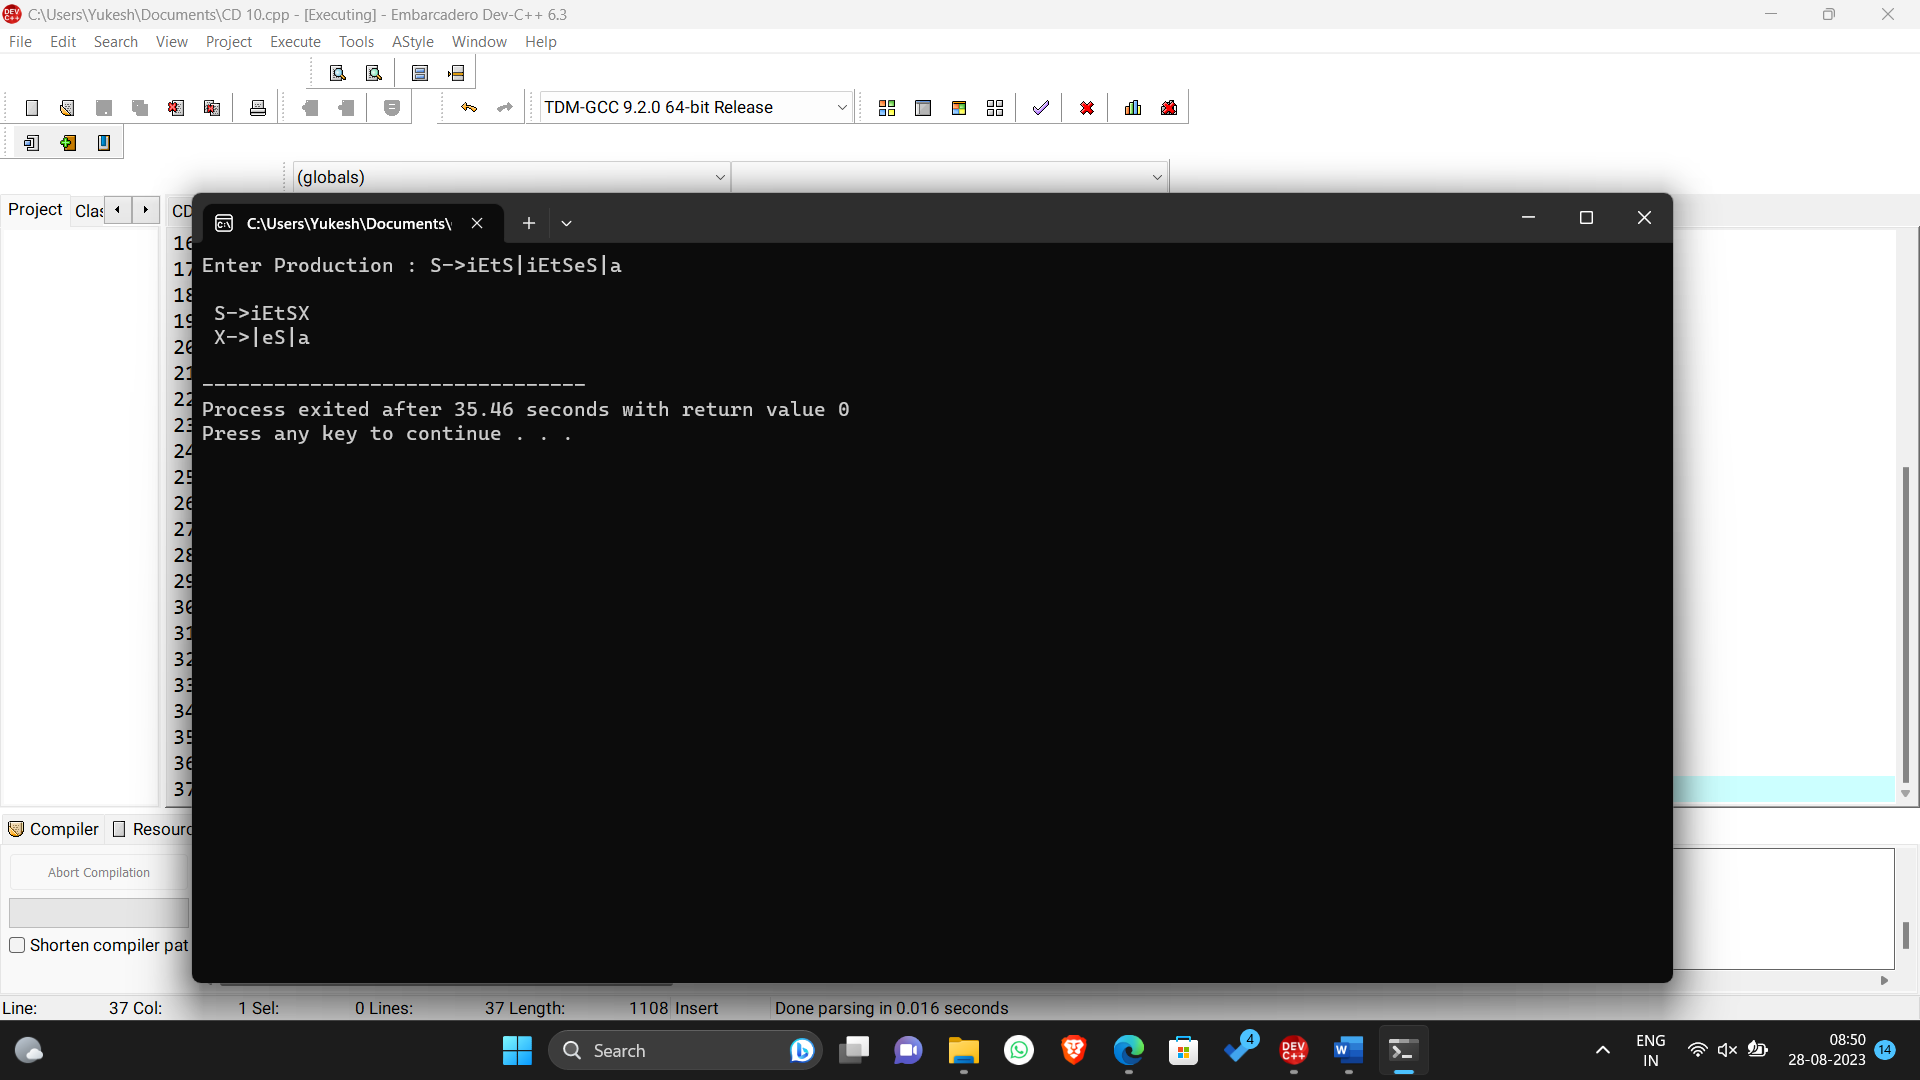 C:\Users\Yukesh\Documents\CD 10.cpp - [Executing] - Embarcadero Dev-C++ 6.3
File Edit Search View Project Execute Tools AStyle Window Help
TDM-GCC 9.2.0 64-bit Release
(globals)
Project Clas CD
C:\Users\Yukesh\Documents\
Enter Production : S->iEtS|iEtSeS|a
S->iEtSX
X->|eS|a
--------------------------------
Process exited after 35.46 seconds with return value 0
Press any key to continue . . .
16
17
18
19
20
21
22
23
24
25
26
27
28
29
30
31
32
33
34
35
36
37
Compiler Resourc
Abort Compilation
Shorten compiler pat
Line: 37 Col: 1 Sel: 0 Lines: 37 Length: 1108 Insert Done parsing in 0.016 seconds
Search
4
DEV C++
W
ENG
IN
08:50
28-08-2023
14